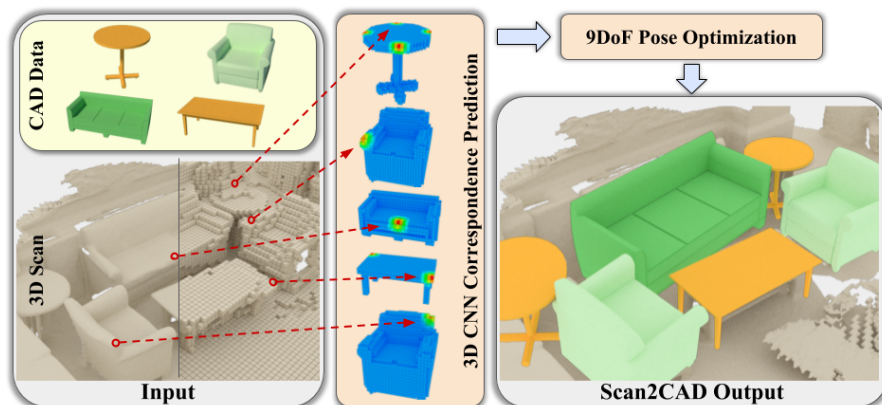 CAD Data
3D Scan
Input
3D CNN Correspondence Prediction
9DoF Pose Optimization
Scan2CAD Output